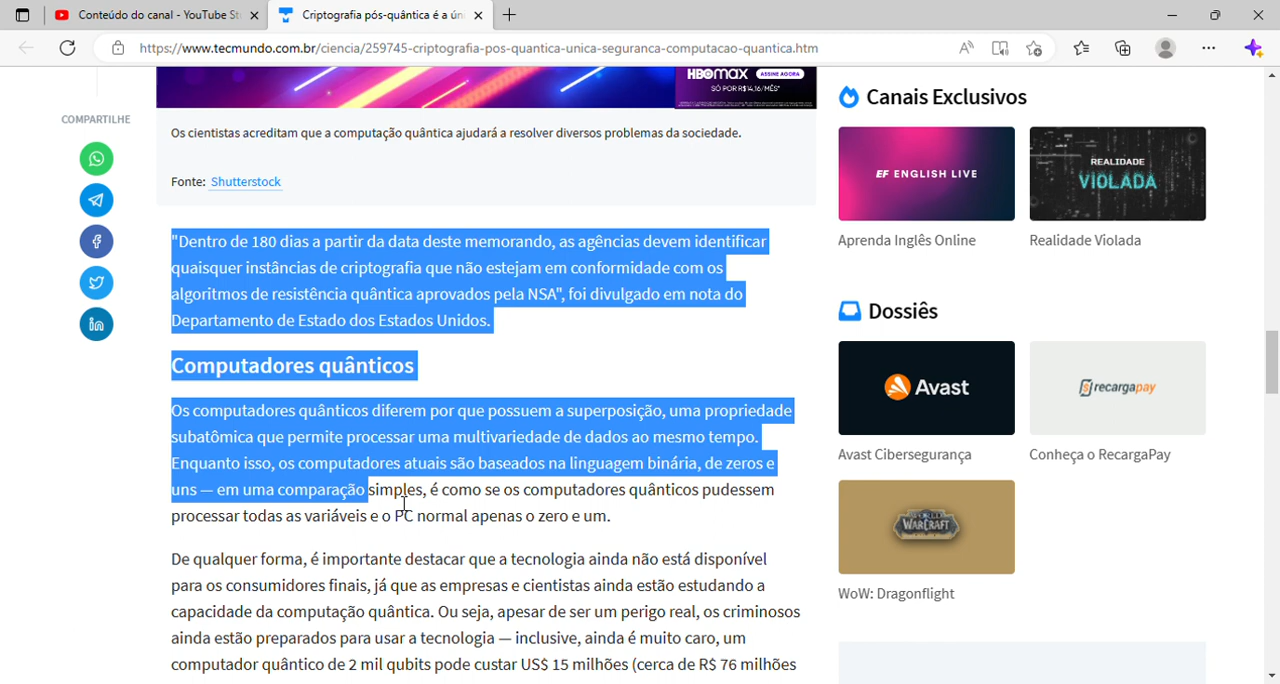 Conteúdo do canal - YouTube St
Criptografia pós-quântica é a ún
https://www.tecmundo.com.br/ciencia/259745-criptografia-pos-quantica-unica-seguranca-computacao-quantica.htm
COMPARTILHE
HBOMAX ASSINE AGORA
SÓ POR R$14,16/MÊS*
Os cientistas acreditam que a computação quântica ajudará a resolver diversos problemas da sociedade.
Fonte: Shutterstock
"Dentro de 180 dias a partir da data deste memorando, as agências devem identificar
quaisquer instâncias de criptografia que não estejam em conformidade com os
algoritmos de resistência quântica aprovados pela NSA", foi divulgado em nota do
Departamento de Estado dos Estados Unidos.
Computadores quânticos
Os computadores quânticos diferem por que possuem a superposição, uma propriedade
subatômica que permite processar uma multivariedade de dados ao mesmo tempo.
Enquanto isso, os computadores atuais são baseados na linguagem binária, de zeros e
uns — em uma comparação simples, é como se os computadores quânticos pudessem
processar todas as variáveis e o PC normal apenas o zero e um.
De qualquer forma, é importante destacar que a tecnologia ainda não está disponível
para os consumidores finais, já que as empresas e cientistas ainda estão estudando a
capacidade da computação quântica. Ou seja, apesar de ser um perigo real, os criminosos
ainda estão preparados para usar a tecnologia — inclusive, ainda é muito caro, um
computador quântico de 2 mil qubits pode custar US$ 15 milhões (cerca de R$ 76 milhões
Canais Exclusivos
EF ENGLISH LIVE
REALIDADE
VIOLADA
Aprenda Inglês Online
Realidade Violada
Dossiês
Avast
recargapay
Avast Cibersegurança
Conheça o RecargaPay
WORLD
WARCRAFT
WoW: Dragonflight